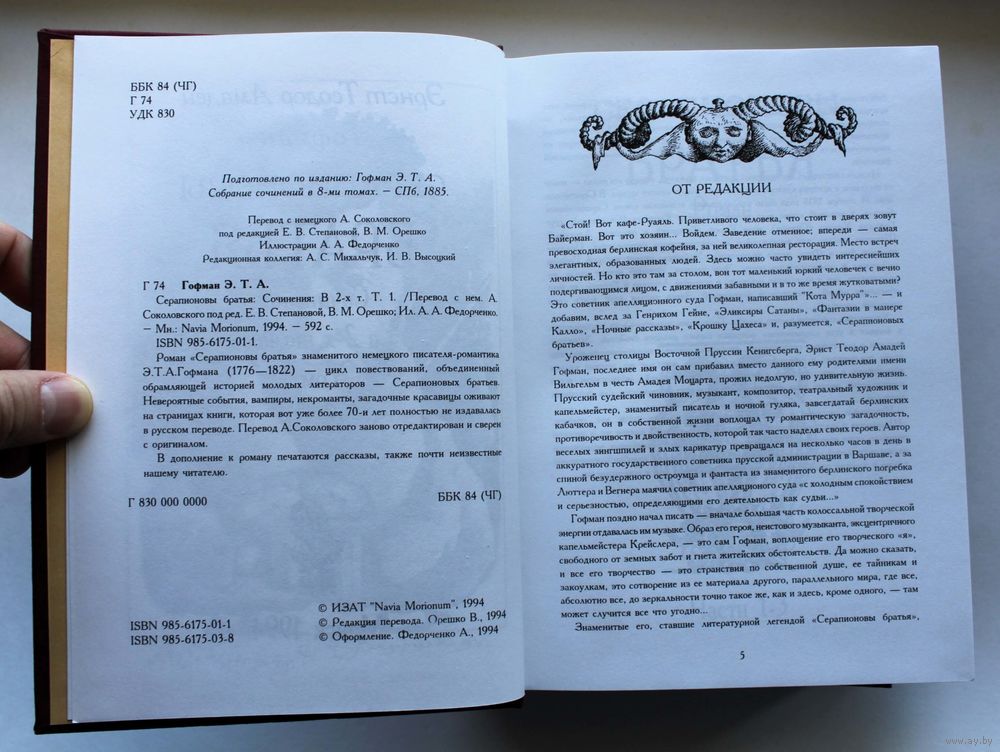 ББК 84 (ЧГ)
Г 74
УДК 830
Подготовлено по изданию: Гофман Э. Т. А.
Собрание сочинений в 8-ми томах. — СПб, 1885.
Перевод с немецкого А. Соколовского
под редакцией Е. В. Степановой, В. М. Орешко
Иллюстрации А. А. Федорченко
Редакционная коллегия: А. С. Михальчук, И. В. Высоцкий
Г 74 Гофман Э. Т. А.
Серапионовы братья: Сочинения: В 2-х т. Т. 1. /Перевод с нем. А.
Соколовского под ред. Е. В. Степановой, В. М. Орешко; Ил. А. А. Федорченко.
— Мн.: Navia Morionum, 1994. — 592 с.
ISBN 985-6175-01-1.
Роман «Серапионовы братья» знаменитого немецкого писателя-романтика
Э.Т.А.Гофмана (1776—1822) — цикл повествований, объединенный
обрамляющей историей молодых литераторов — Серапионовых братьев.
Невероятные события, вампиры, некроманты, загадочные красавицы оживают
на страницах книги, которая вот уже более 70-и лет полностью не издавалась
в русском переводе. Перевод А.Соколовского заново отредактирован и сверен
с оригиналом.
В дополнение к роману печатаются рассказы, также почти неизвестные
нашему читателю.
Г 830 000 0000 ББК 84 (ЧГ)
ISBN 985-6175-01-1
ISBN 985-6175-03-8
© ИЗАТ "Navia Morionum", 1994
© Редакция перевода. Орешко В., 1994
© Оформление. Федорченко А., 1994
ОТ РЕДАКЦИИ
«Стой! Вот кафе-Руаяль. Приветливого человека, что стоит в дверях зовут
Байерман. Вот это хозяин... Войдем. Заведение отменное; впереди — самая
превосходная берлинская кофейня, за ней великолепная ресторация. Место встреч
элегантных, образованных людей. Здесь можно часто увидеть интереснейших
личностей. Но кто это там за столом, вон тот маленький юркий человечек с вечно
подергивающимся лицом, с движениями забавными и в то же время жутковатыми?
Это советник апелляционного суда Гофман, написавший "Кота Мурра"»... — и
добавим, вслед за Генрихом Гейне, «Эликсиры Сатаны», «Фантазии в манере
Калло», «Ночные рассказы», «Крошку Цахеса» и, разумеется, «Серапионовых
братьев».
Уроженец столицы Восточной Пруссии Кенигсберга, Эрнст Теодор Амадей
Гофман, последнее имя он сам прибавил вместо данного ему родителями имени
Вильгельм в честь Амадея Моцарта, прожил недолгую, но удивительную жизнь.
Прусский судейский чиновник, музыкант, композитор, театральный художник и
капельмейстер, знаменитый писатель и ночной гуляка, завсегдатай берлинских
кабачков, он в собственной жизни воплощал ту романтическую загадочность,
противоречивость и двойственность, которой так часто наделял своих героев. Автор
веселых зингшпилей и злых карикатур превращался на несколько часов в день в
аккуратного государственного советника прусской администрации в Варшаве, а за
спиной безудержного остроумца и фантаста из знаменитого берлинского погребка
Люттера и Вегнера маячил советник апелляционного суда «с холодным спокойствием
и серьезностью, определяющими его деятельность как судьи...»
Гофман поздно начал писать — вначале большая часть колоссальной творческой
энергии отдавалась им музыке. Образ его героя, неистового музыканта, эксцентричного
капельмейстера Крейслера, — это сам Гофман, воплощение его творческого «я»,
свободного от земных забот и гнета житейских обстоятельств. Да можно сказать,
и все его творчество — это странствия по собственной душе, ее тайникам и
закоулкам, это сотворение из ее материала другого, параллельного мира, где все,
абсолютно все, до зеркальности точно такое же, как и здесь, кроме одного, — там
может случится все что угодно...
Знаменитые его, ставшие литературной легендой «Серапионовы братья»,
5
www.ay.by